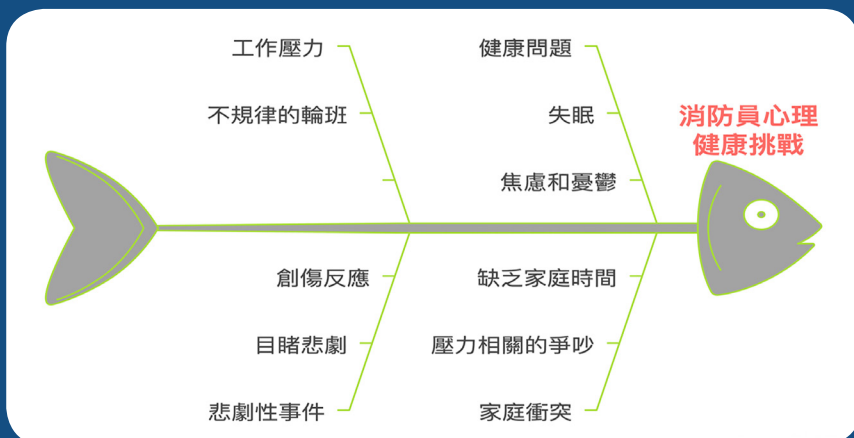 工作壓力
不規律的輪班
健康問題
失眠
焦慮和憂鬱
消防員心理
健康挑戰
創傷反應
目睹悲劇
悲劇性事件
缺乏家庭時間
壓力相關的爭吵
家庭衝突